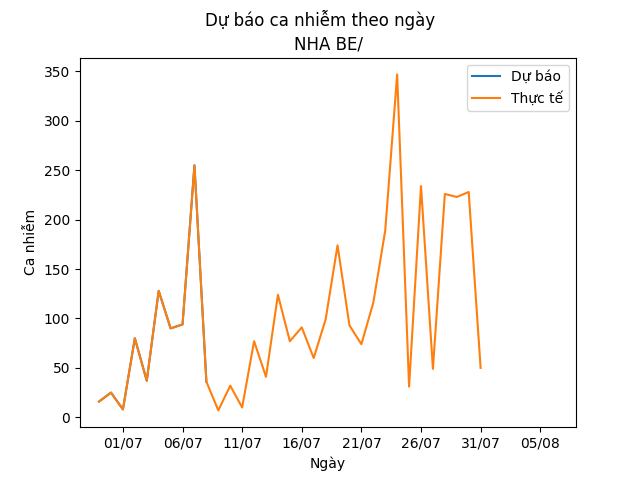 Dự báo ca nhiễm theo ngày
NHA BE/
Dự báo
Thực tế
350
300
250
200
150
100
50
0
Ca nhiễm
01/07 06/07 11/07 16/07 21/07 26/07 31/07 05/08
Ngày